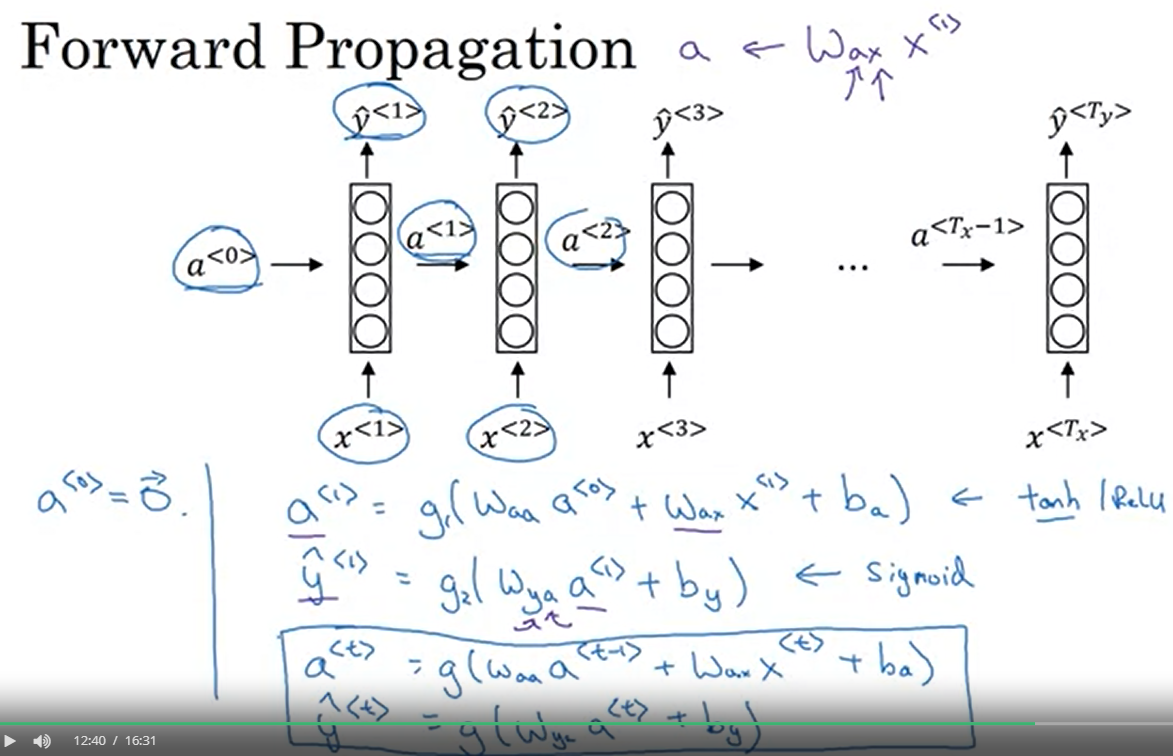 Forward Propagation a ← Wax x<1>
ŷ<1> ŷ<2> ŷ<3> ŷ<Ty>
a<0> a<1> a<2> ... a<Tx−1>
x<1> x<2> x<3> x<Tx>
a<0> = 0⃗.
a<1> = g₁(Waa a<0> + Wax x<1> + ba) ← tanh / ReLU
ŷ<1> = g₂(Wya a<1> + by) ← sigmoid
a<t> = g(Waa a<t-1> + Wax x<t> + ba)
ŷ<t> = g(Wya a<t> + by)
12:40 / 16:31